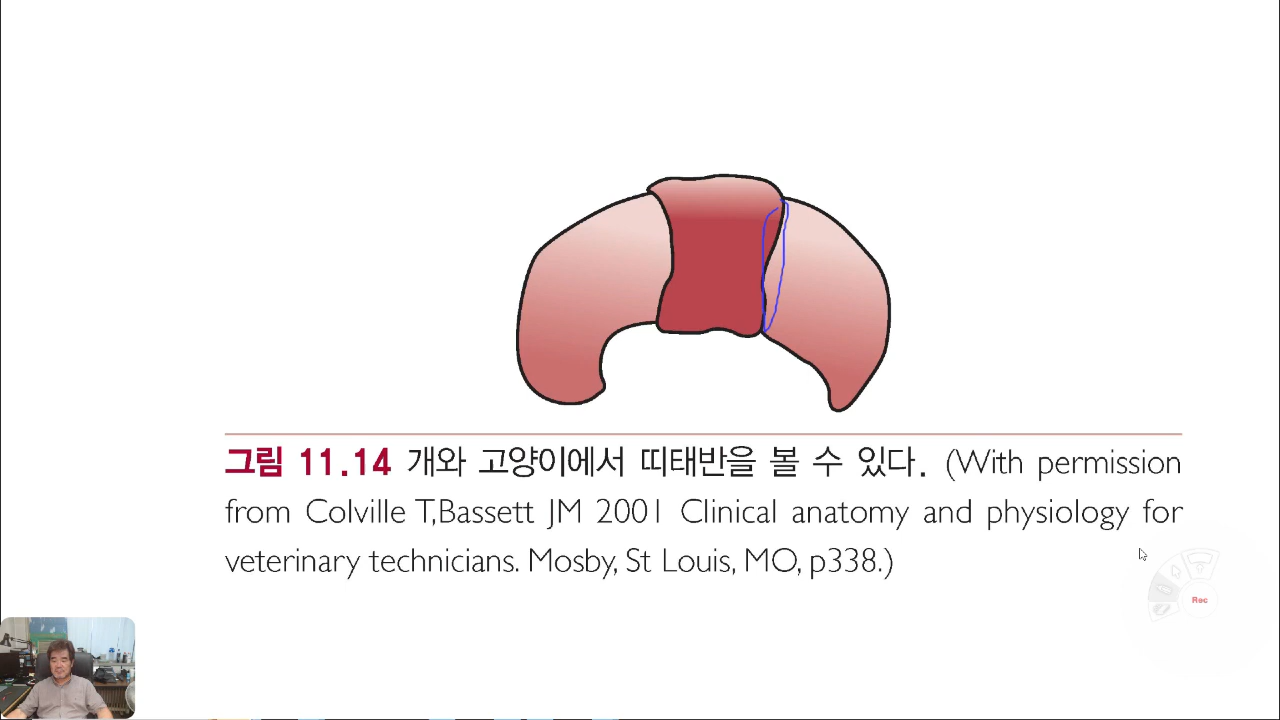 그림 11.14 개와 고양이에서 띠태반을 볼 수 있다. (With permission
from Colville T,Bassett JM 2001 Clinical anatomy and physiology for
veterinary technicians. Mosby, St Louis, MO, p338.)
Rec